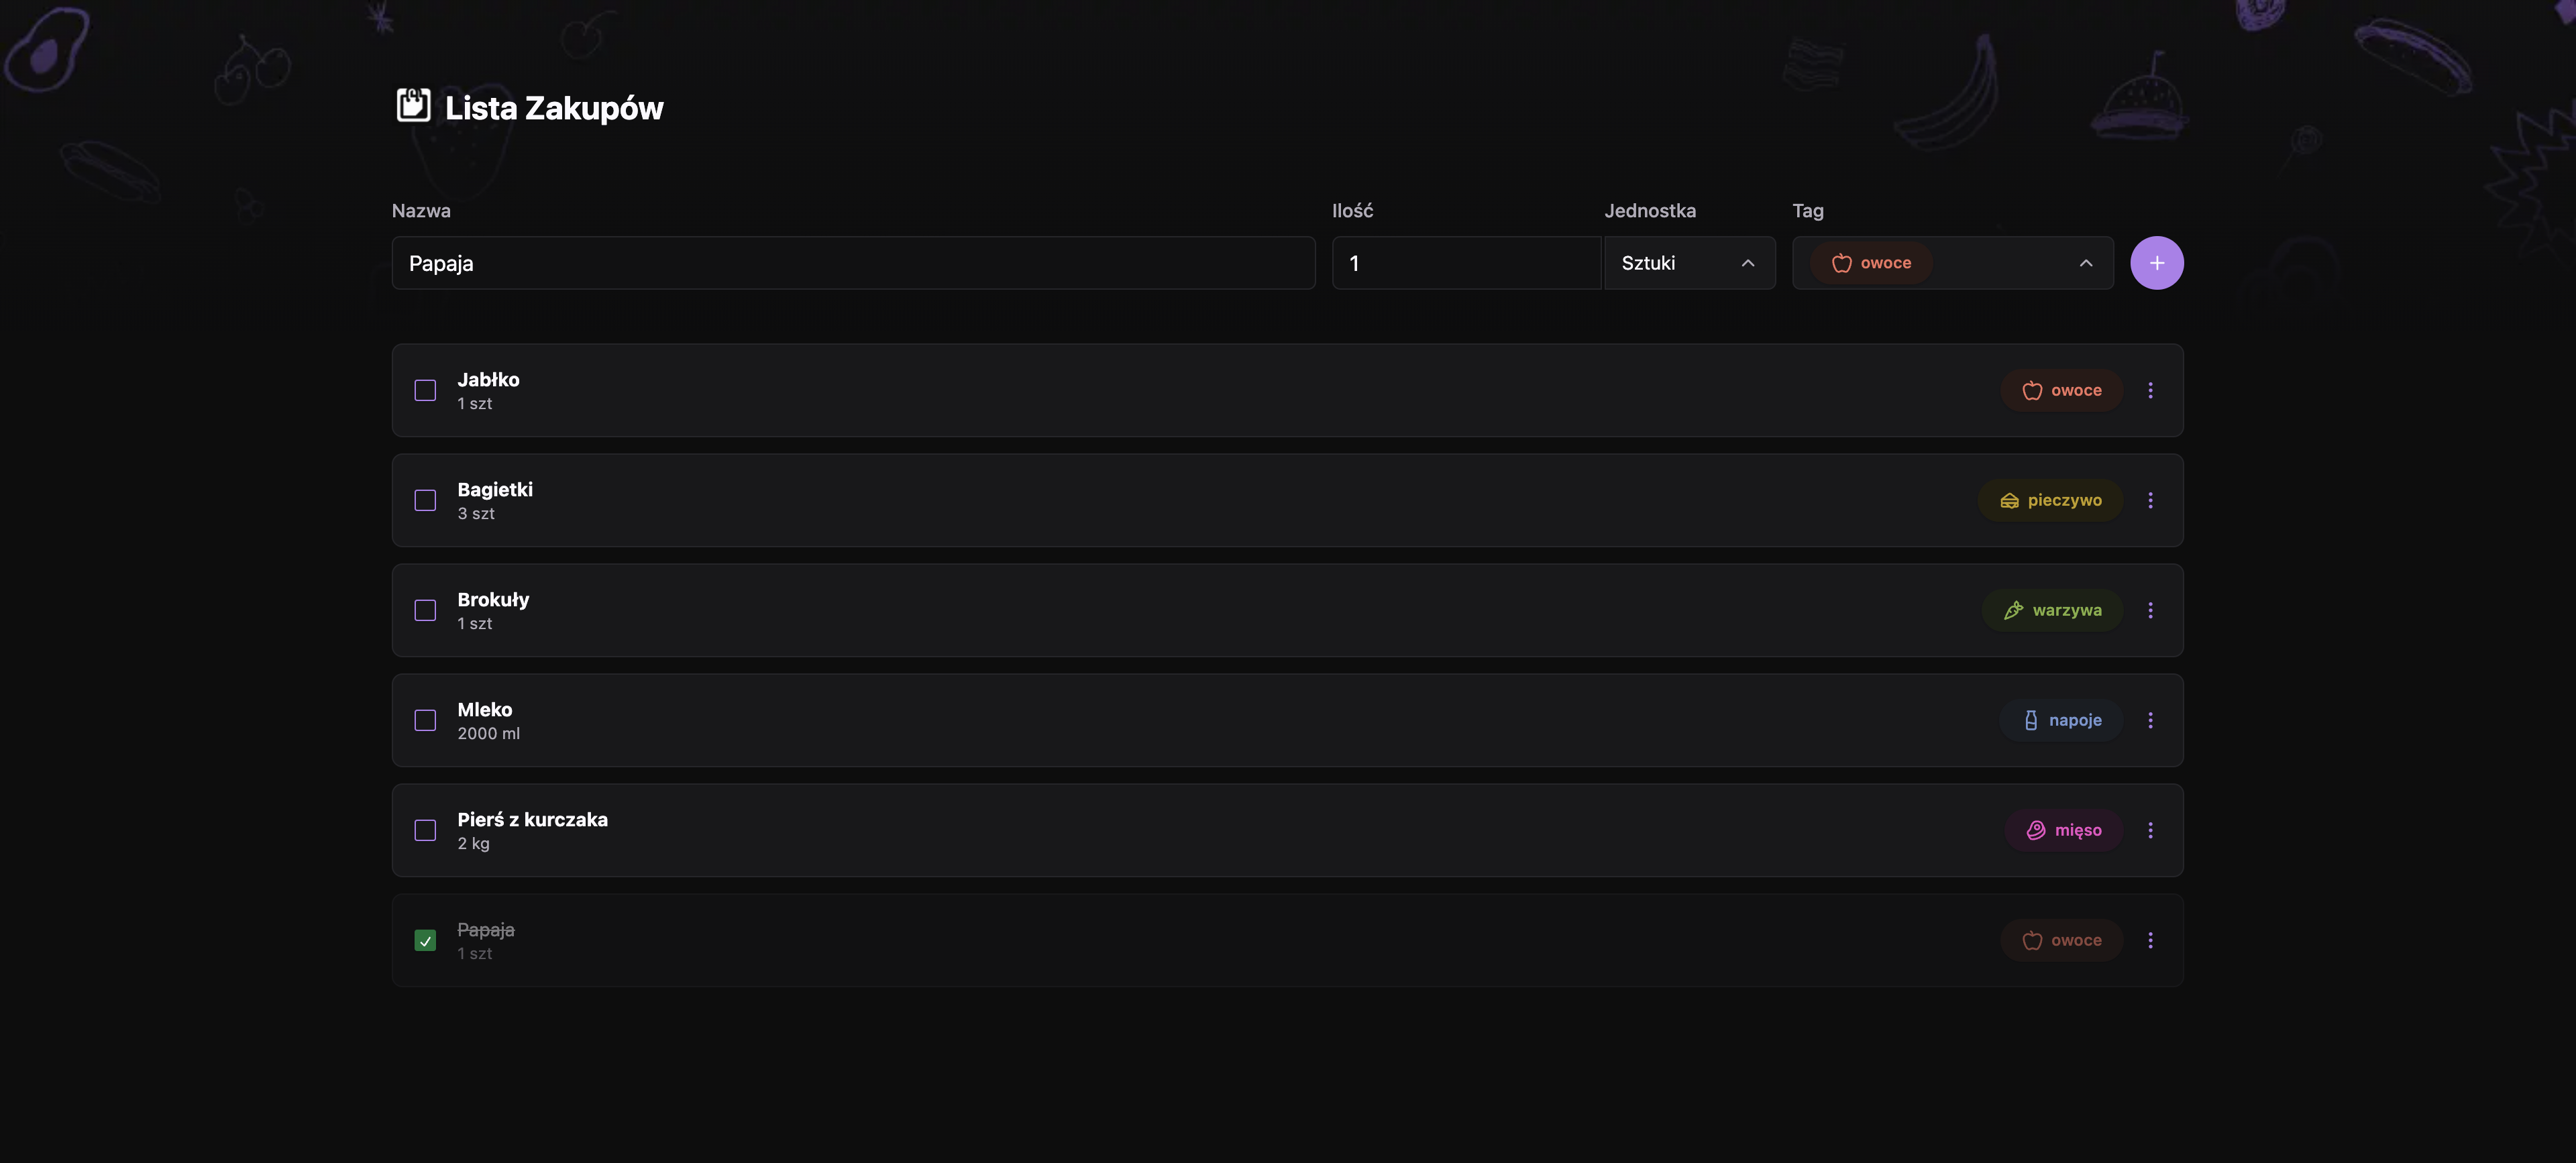 Lista Zakupów
Nazwa
Ilość
Jednostka
Tag
Papaja
1
Sztuki
owoce
Jabłko
1 szt
owoce
Bagietki
3 szt
pieczywo
Brokuły
1 szt
warzywa
Mleko
2000 ml
napoje
Pierś z kurczaka
2 kg
mięso
Papaja
1 szt
owoce